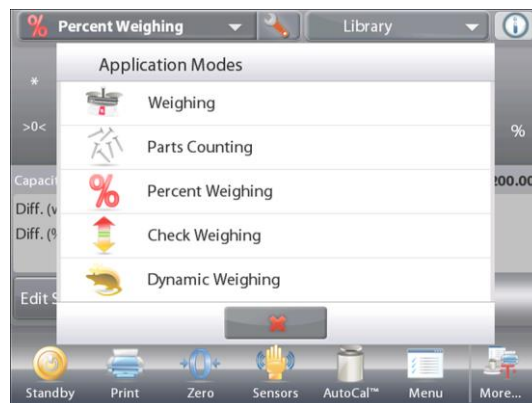 % Percent Weighing Library
Application Modes
*
Weighing
>0<
%
Parts Counting
Capacit
200.00
% Percent Weighing
Diff. (w
Diff. (%
Check Weighing
Dynamic Weighing
Edit S
Standby Print Zero Sensors AutoCal™ Menu More...